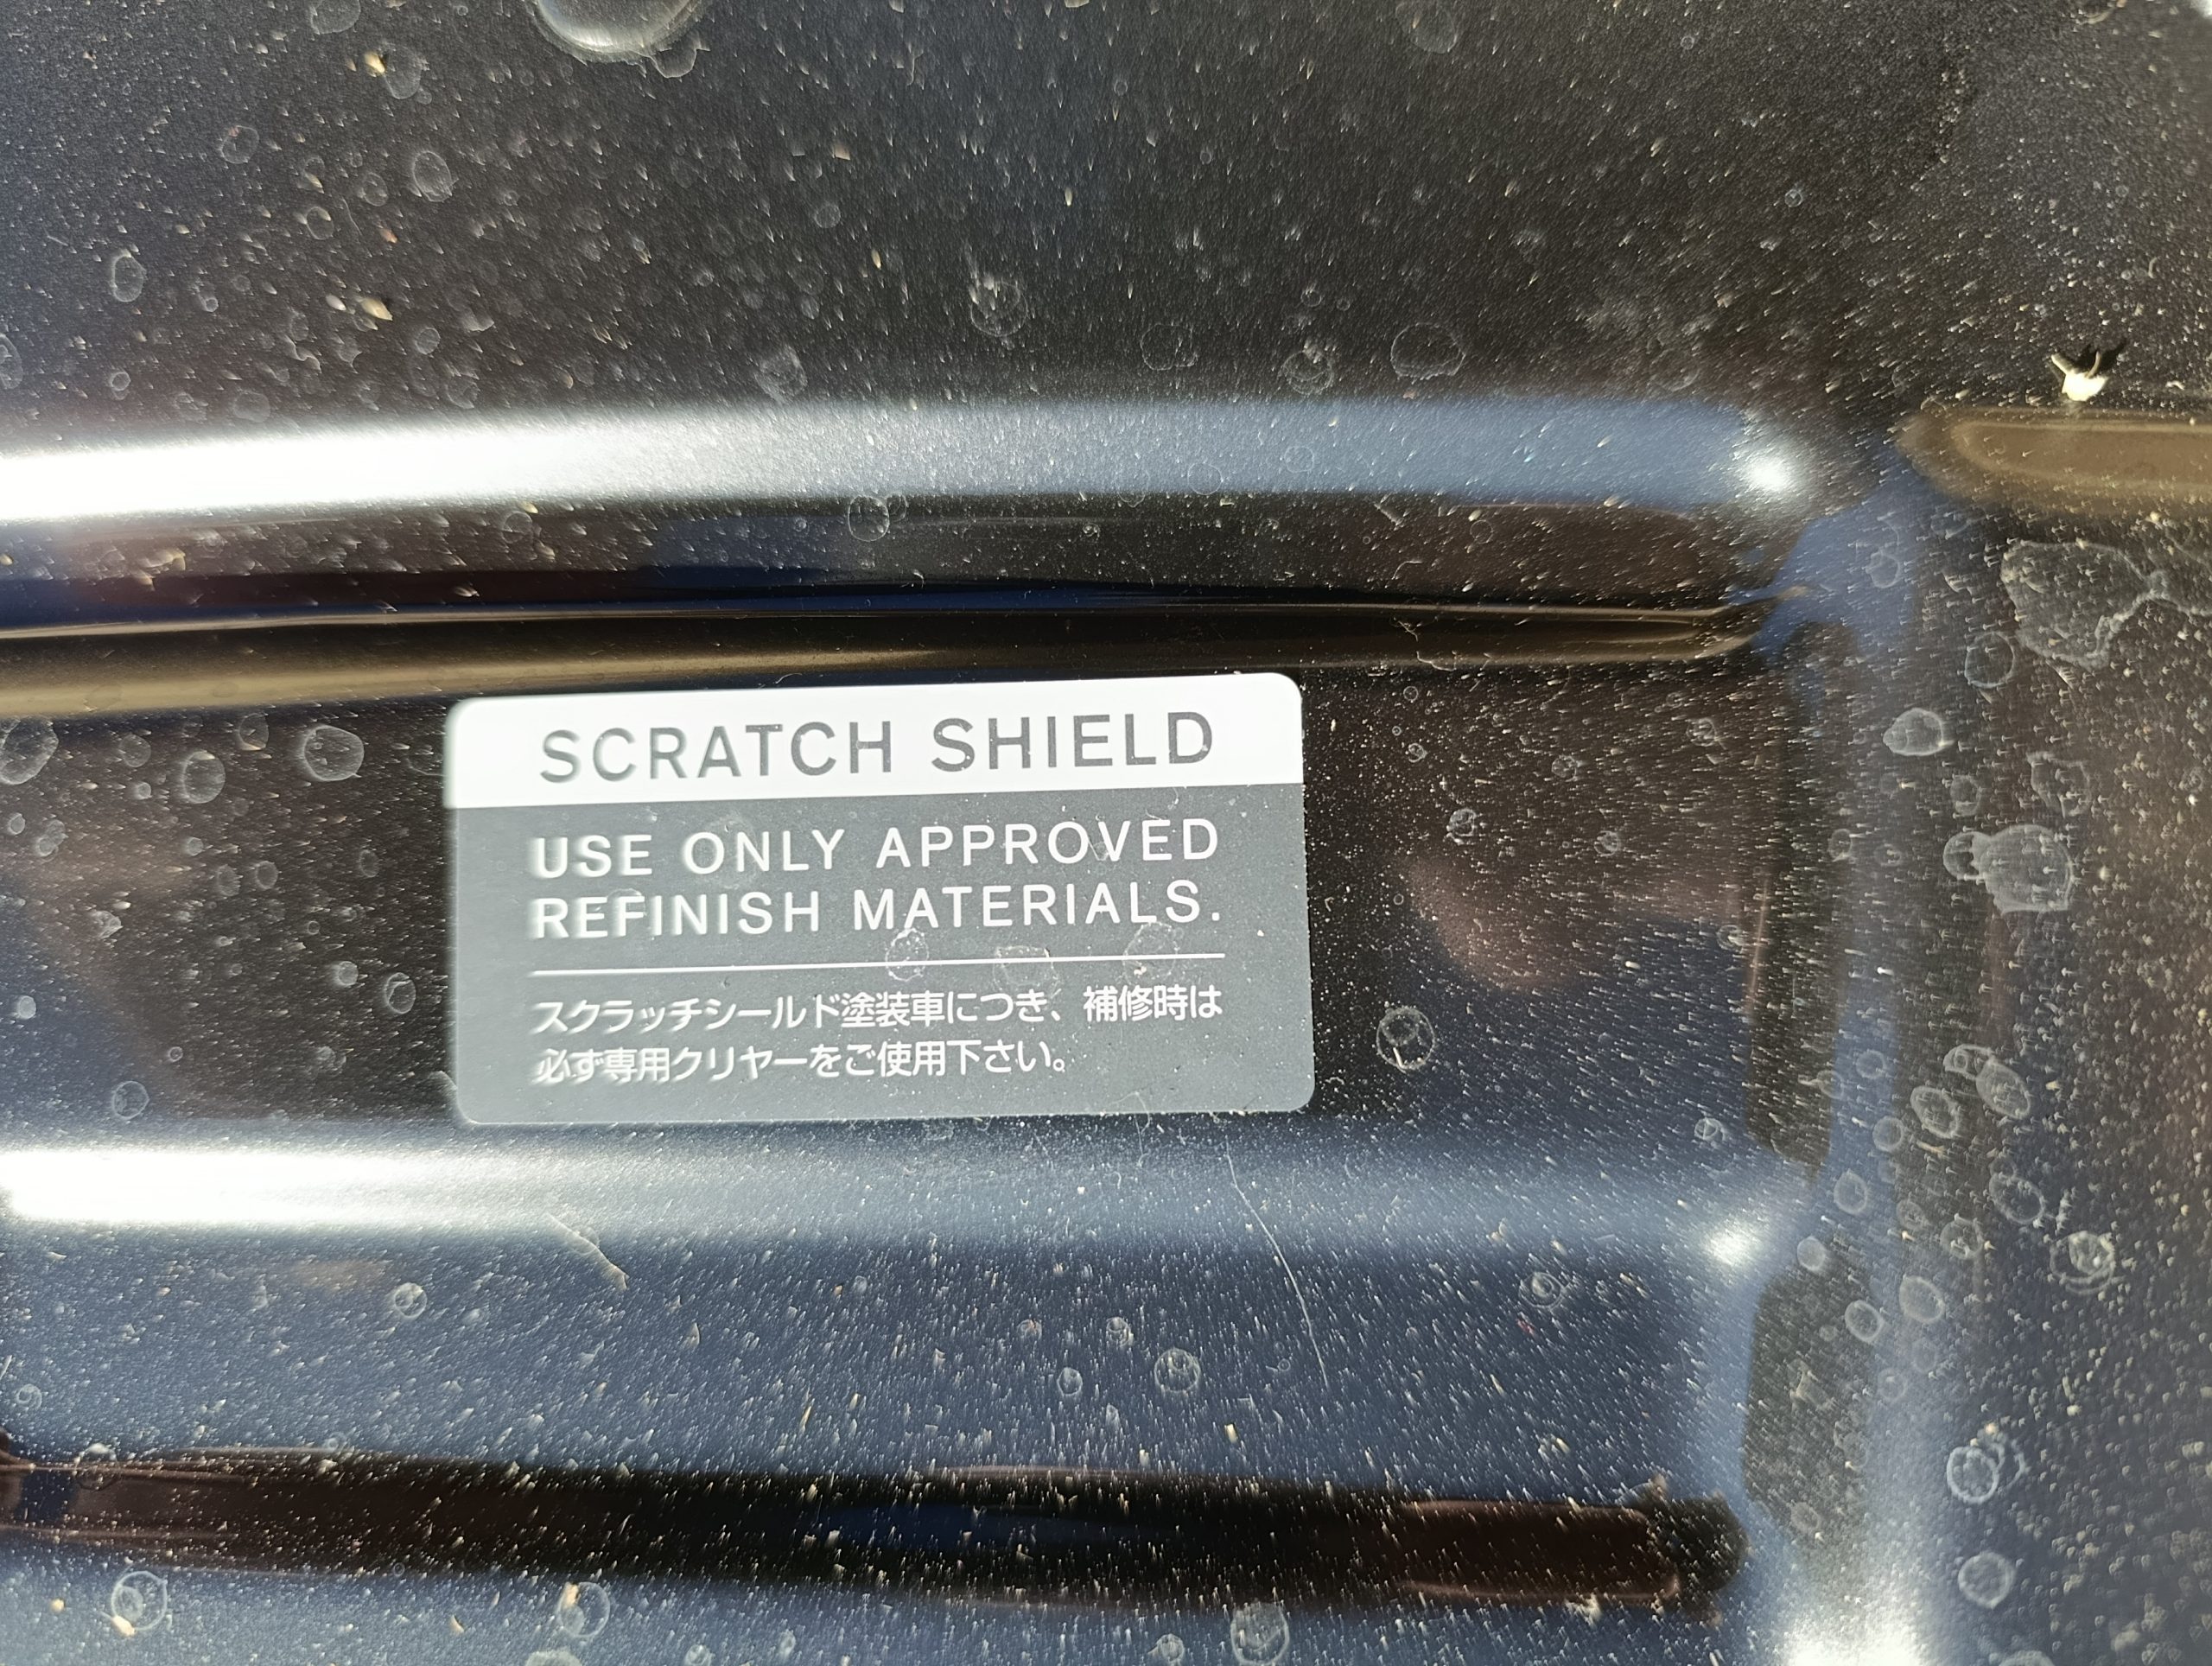 SCRATCH SHIELD
USE ONLY APPROVED
REFINISH MATERIALS.
スクラッチシールド塗装車につき、補修時は
必ず専用クリヤーをご使用下さい。